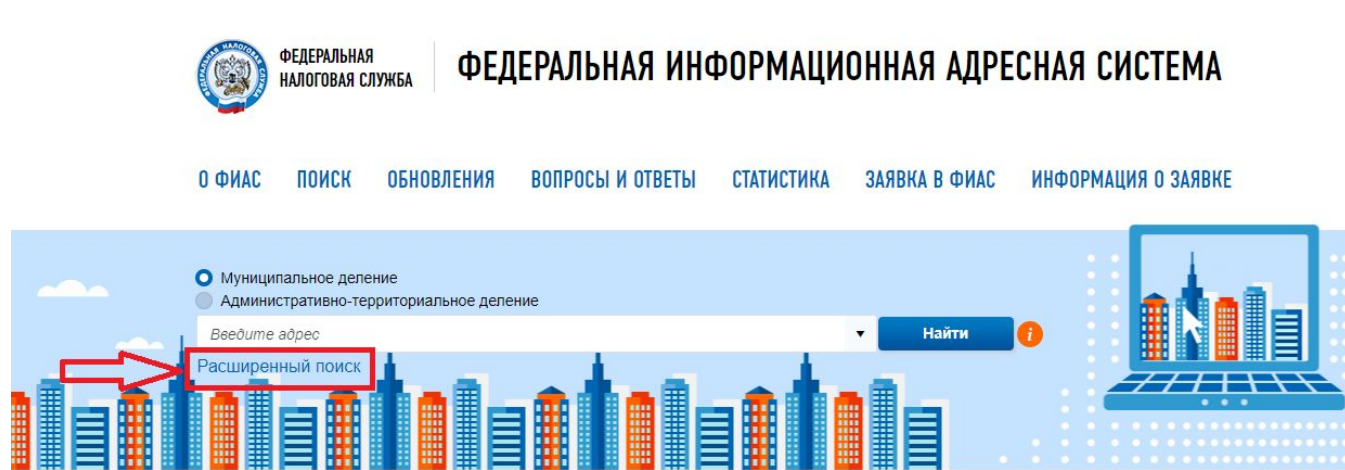 ФЕДЕРАЛЬНАЯ
НАЛОГОВАЯ СЛУЖБА
ФЕДЕРАЛЬНАЯ ИНФОРМАЦИОННАЯ АДРЕСНАЯ СИСТЕМА
О ФИАС ПОИСК ОБНОВЛЕНИЯ ВОПРОСЫ И ОТВЕТЫ СТАТИСТИКА ЗАЯВКА В ФИАС ИНФОРМАЦИЯ О ЗАЯВКЕ
Муниципальное деление
Административно-территориальное деление
Введите адрес
Найти
i
Расширенный поиск